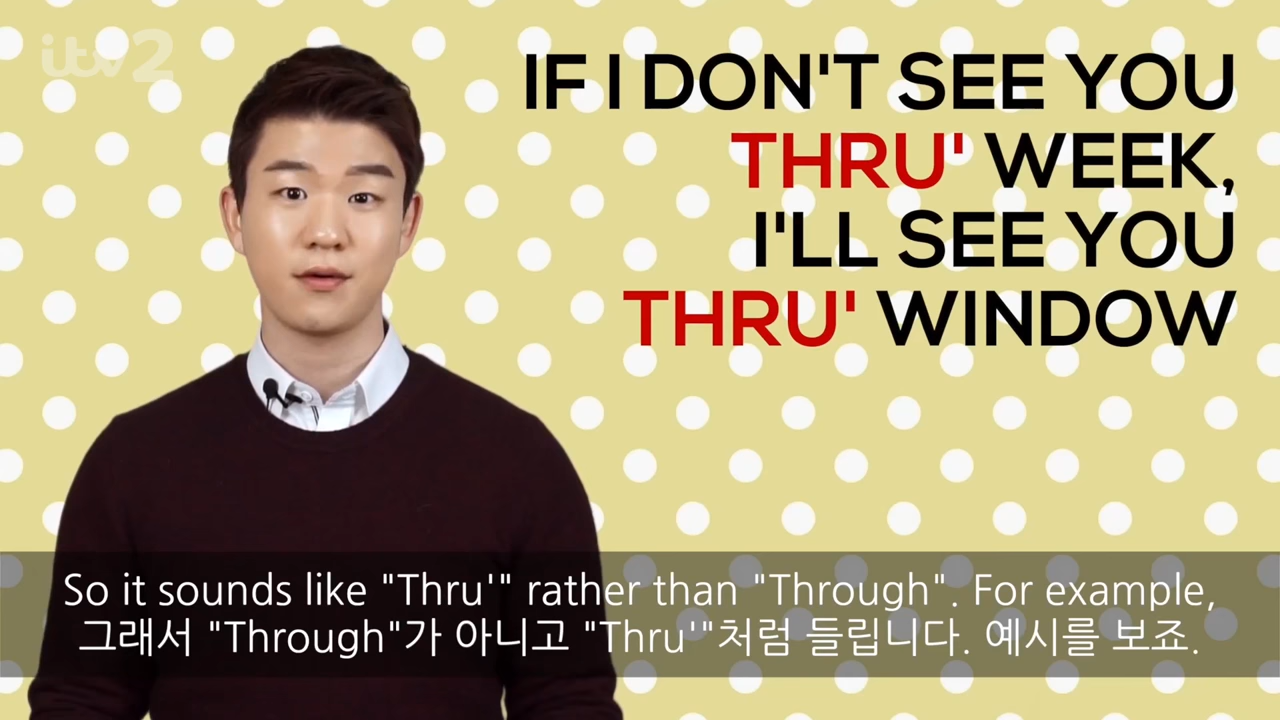 itv2
IF I DON'T SEE YOU
THRU' WEEK,
I'LL SEE YOU
THRU' WINDOW
So it sounds like "Thru'" rather than "Through". For example,
그래서 "Through"가 아니고 "Thru'"처럼 들립니다. 예시를 보죠.